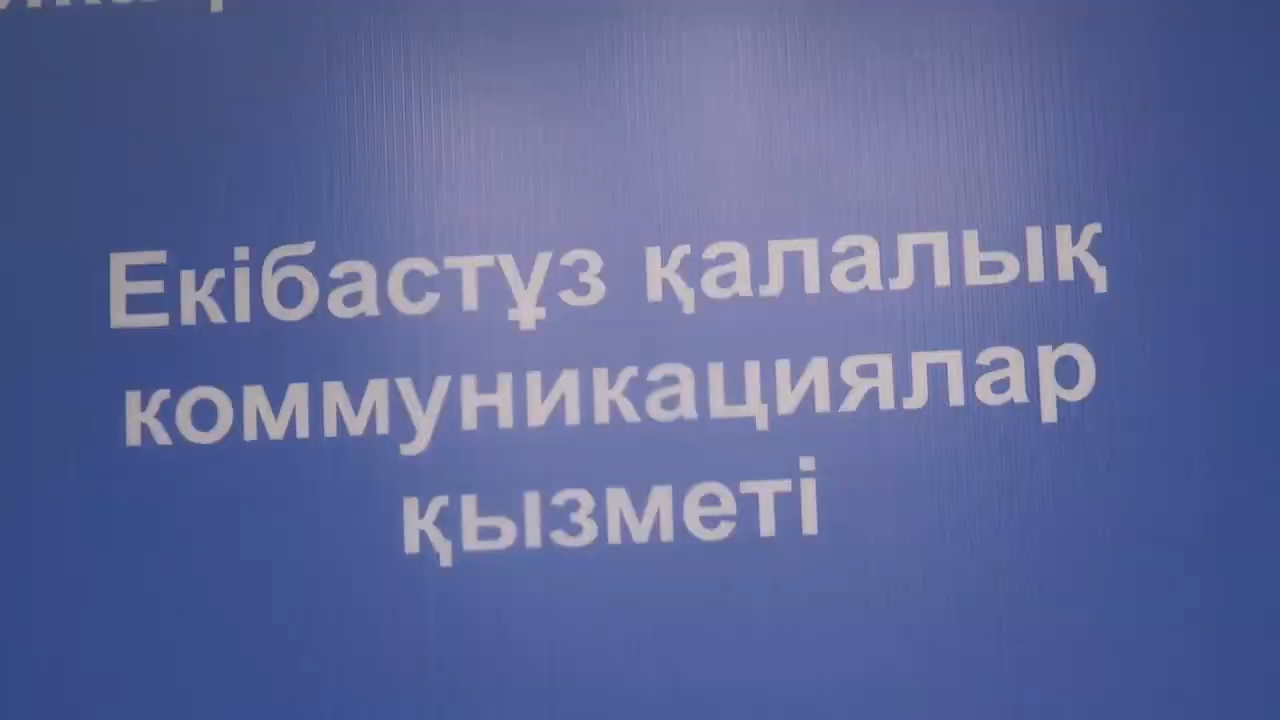 Екібастұз қалалық
коммуникациялар
қызметі